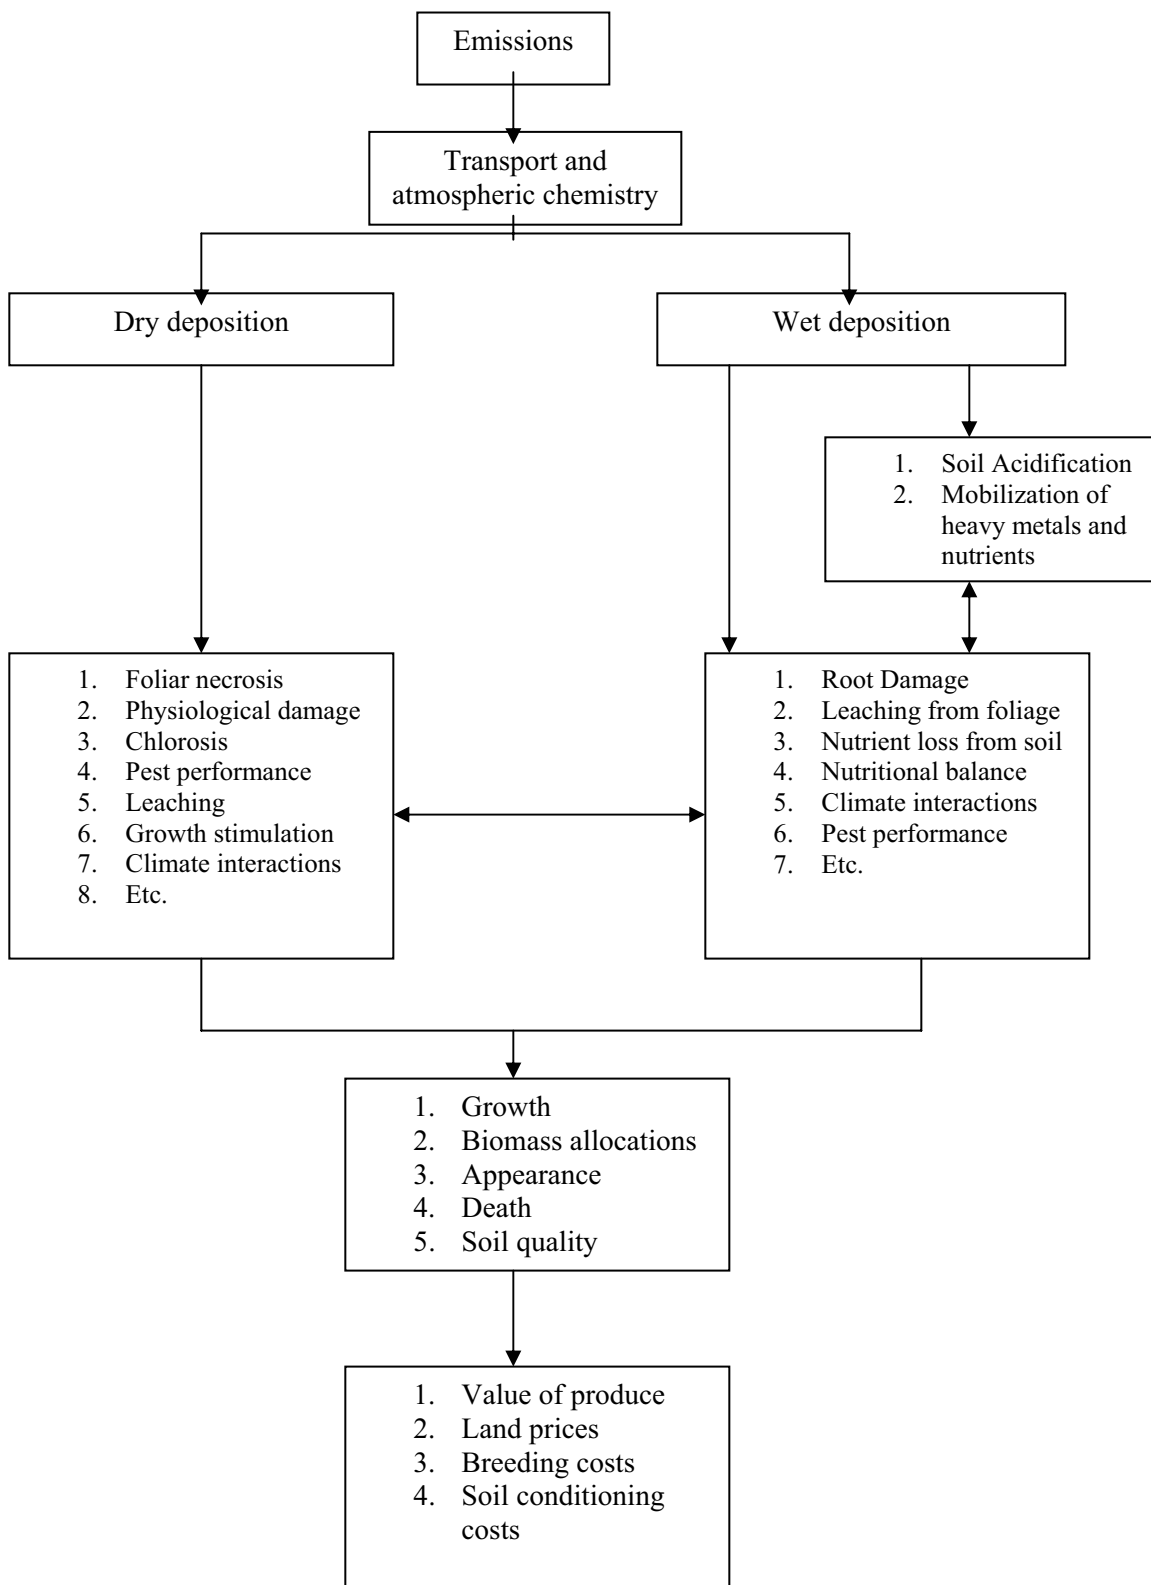 Emissions
Transport and
atmospheric chemistry
Dry deposition
Wet deposition
1. Soil Acidification
2. Mobilization of
heavy metals and
nutrients
1. Foliar necrosis
2. Physiological damage
3. Chlorosis
4. Pest performance
5. Leaching
6. Growth stimulation
7. Climate interactions
8. Etc.
1. Root Damage
2. Leaching from foliage
3. Nutrient loss from soil
4. Nutritional balance
5. Climate interactions
6. Pest performance
7. Etc.
1. Growth
2. Biomass allocations
3. Appearance
4. Death
5. Soil quality
1. Value of produce
2. Land prices
3. Breeding costs
4. Soil conditioning
costs